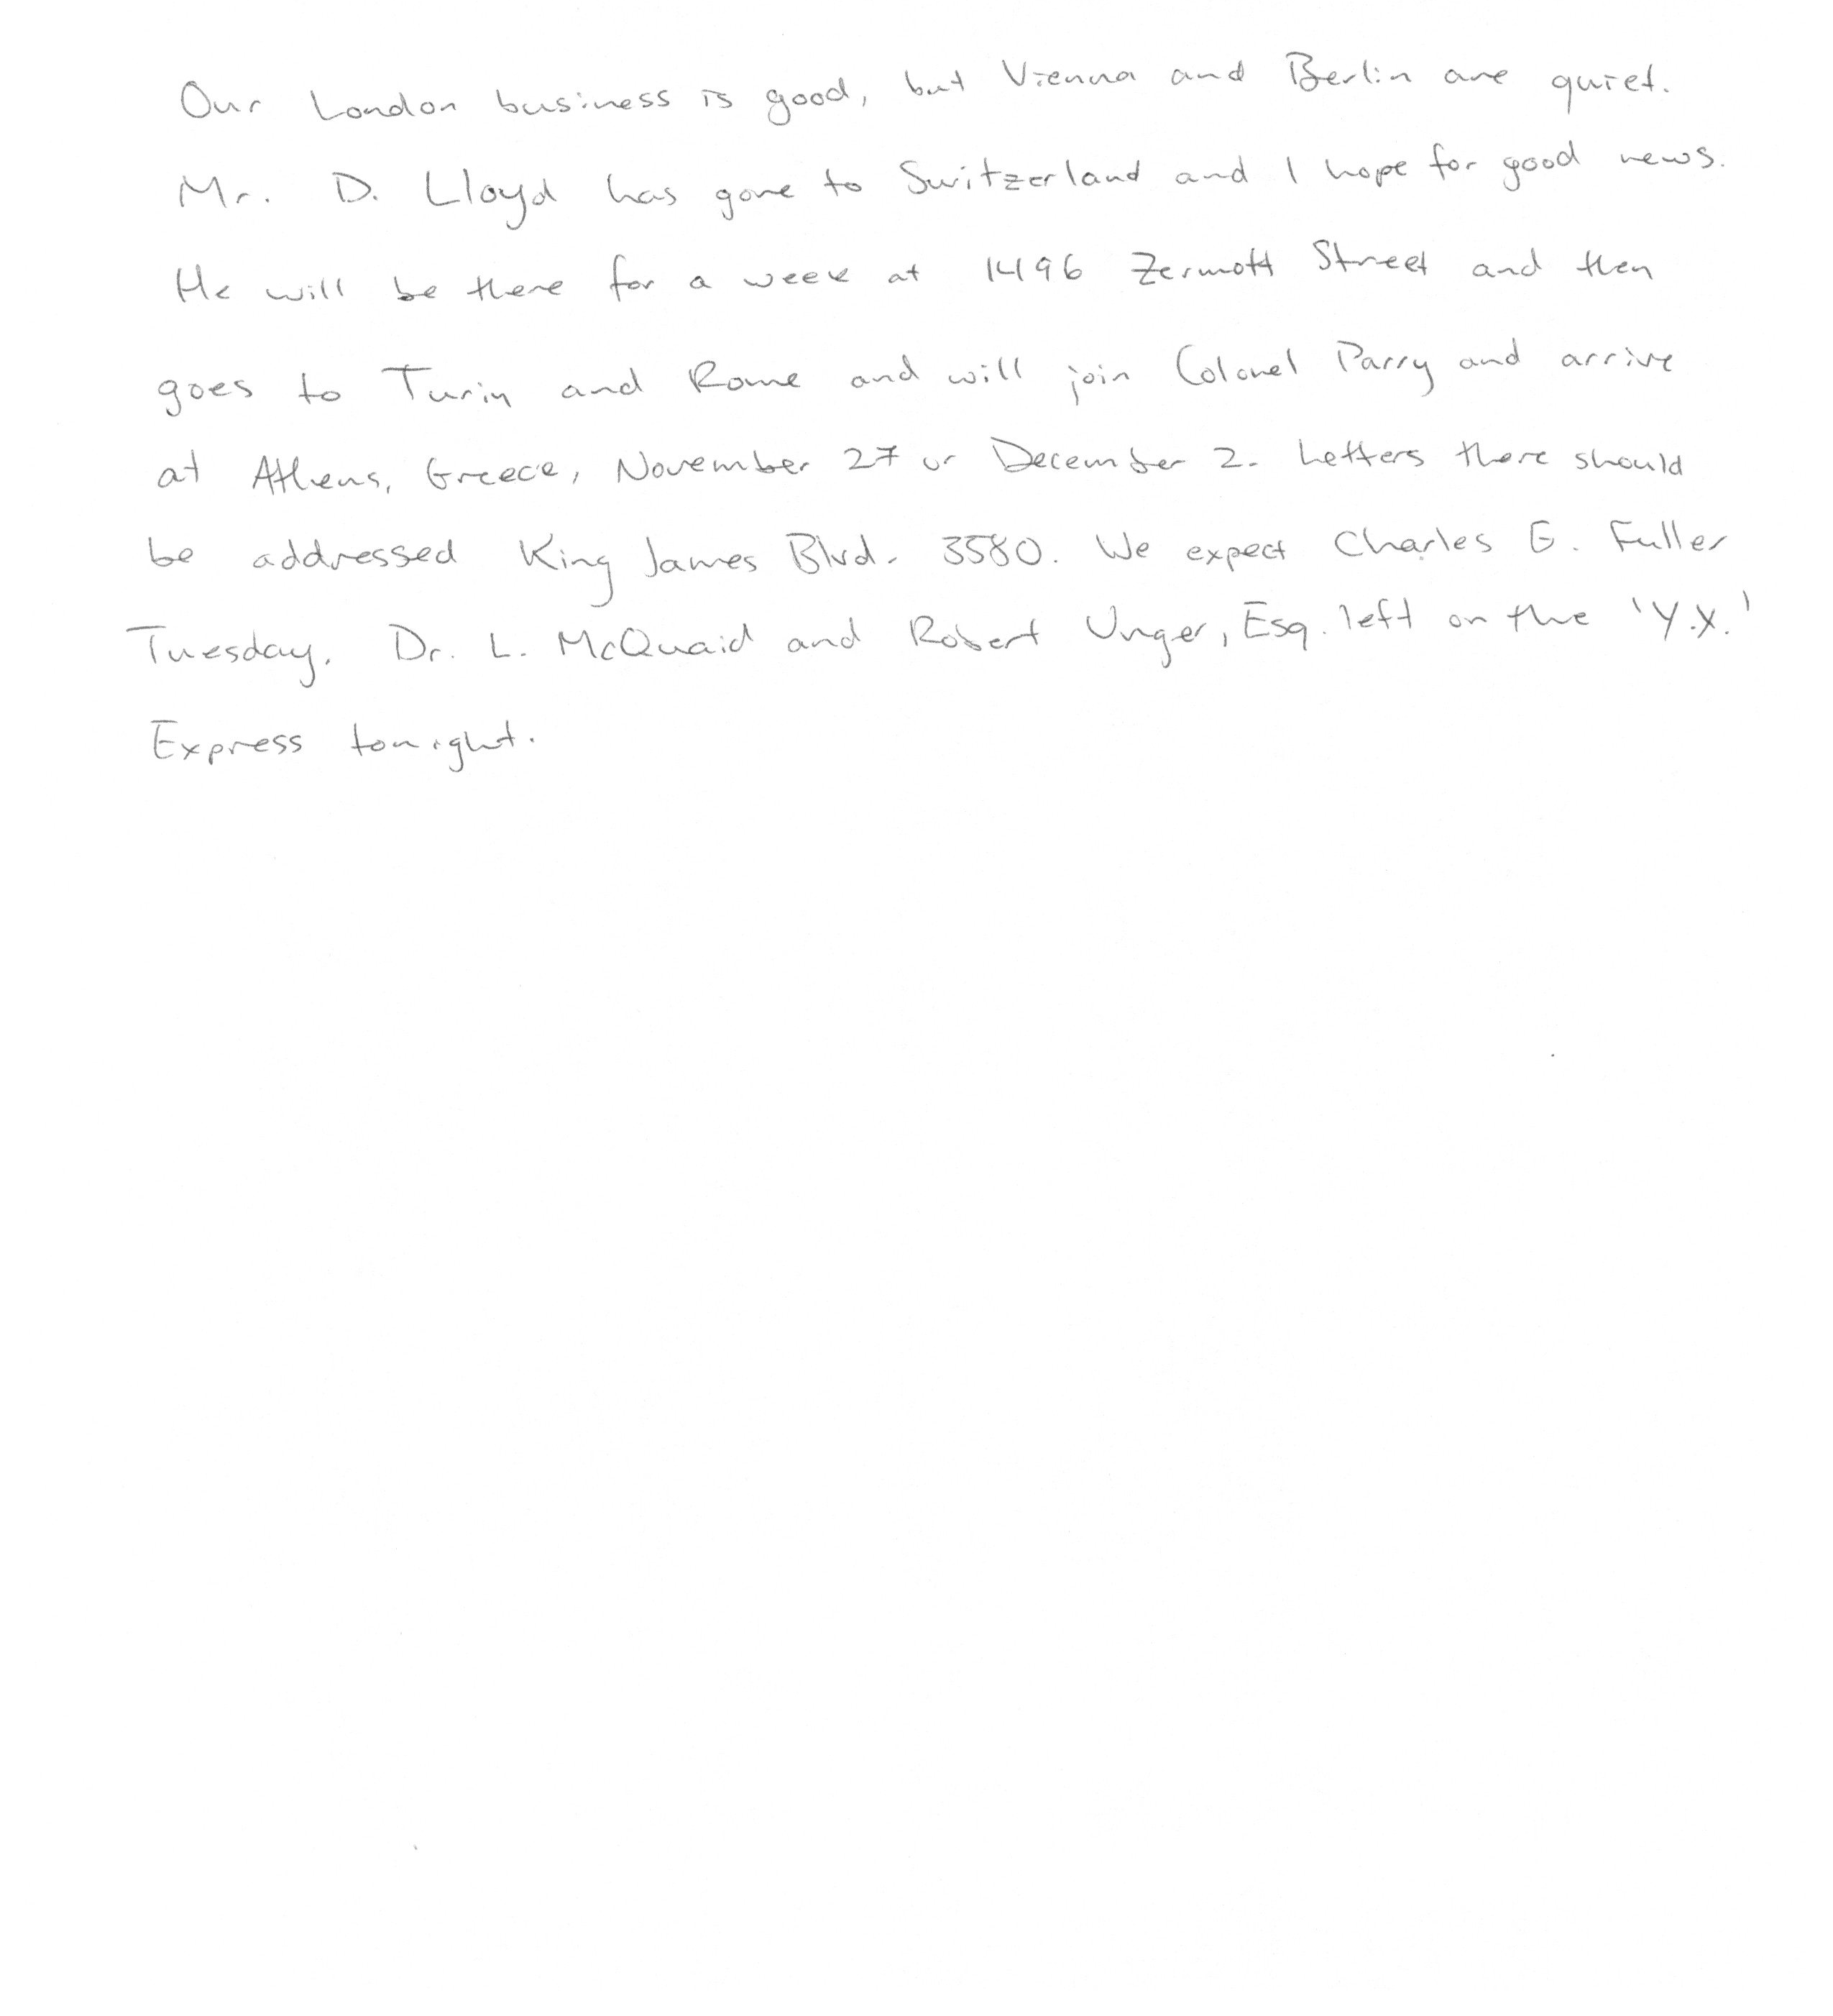 Our London business is good, but Vienna and Berlin are quiet.
Mr. D. Lloyd has gone to Switzerland and I hope for good news.
He will be there for a week at 1496 Zermott Street and then
goes to Turin and Rome and will join Colonel Parry and arrive
at Athens, Greece, November 27 or December 2. Letters there should
be addressed King James Blvd. 3580. We expect Charles G. Fuller
Tuesday. Dr. L. McQuaid and Robert Unger, Esq. left on the 'Y.X.'
Express tonight.